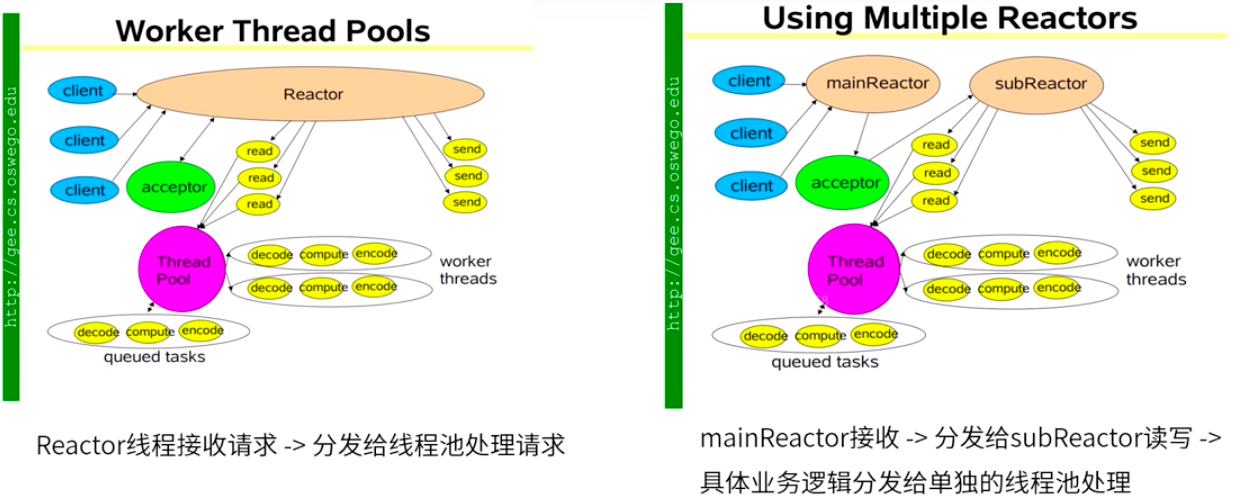 Worker Thread Pools
http://gee.cs.oswego.edu
client
client
client
Reactor
acceptor
read
read
read
send
send
send
Thread
Pool
decode compute encode
decode compute encode
worker
threads
decode compute encode
queued tasks
Reactor线程接收请求 -> 分发给线程池处理请求
Using Multiple Reactors
http://gee.cs.oswego.edu
client
client
client
mainReactor
subReactor
acceptor
read
read
read
send
send
send
Thread
Pool
decode compute encode
decode compute encode
worker
threads
decode compute encode
queued tasks
mainReactor接收 -> 分发给subReactor读写 ->
具体业务逻辑分发给单独的线程池处理